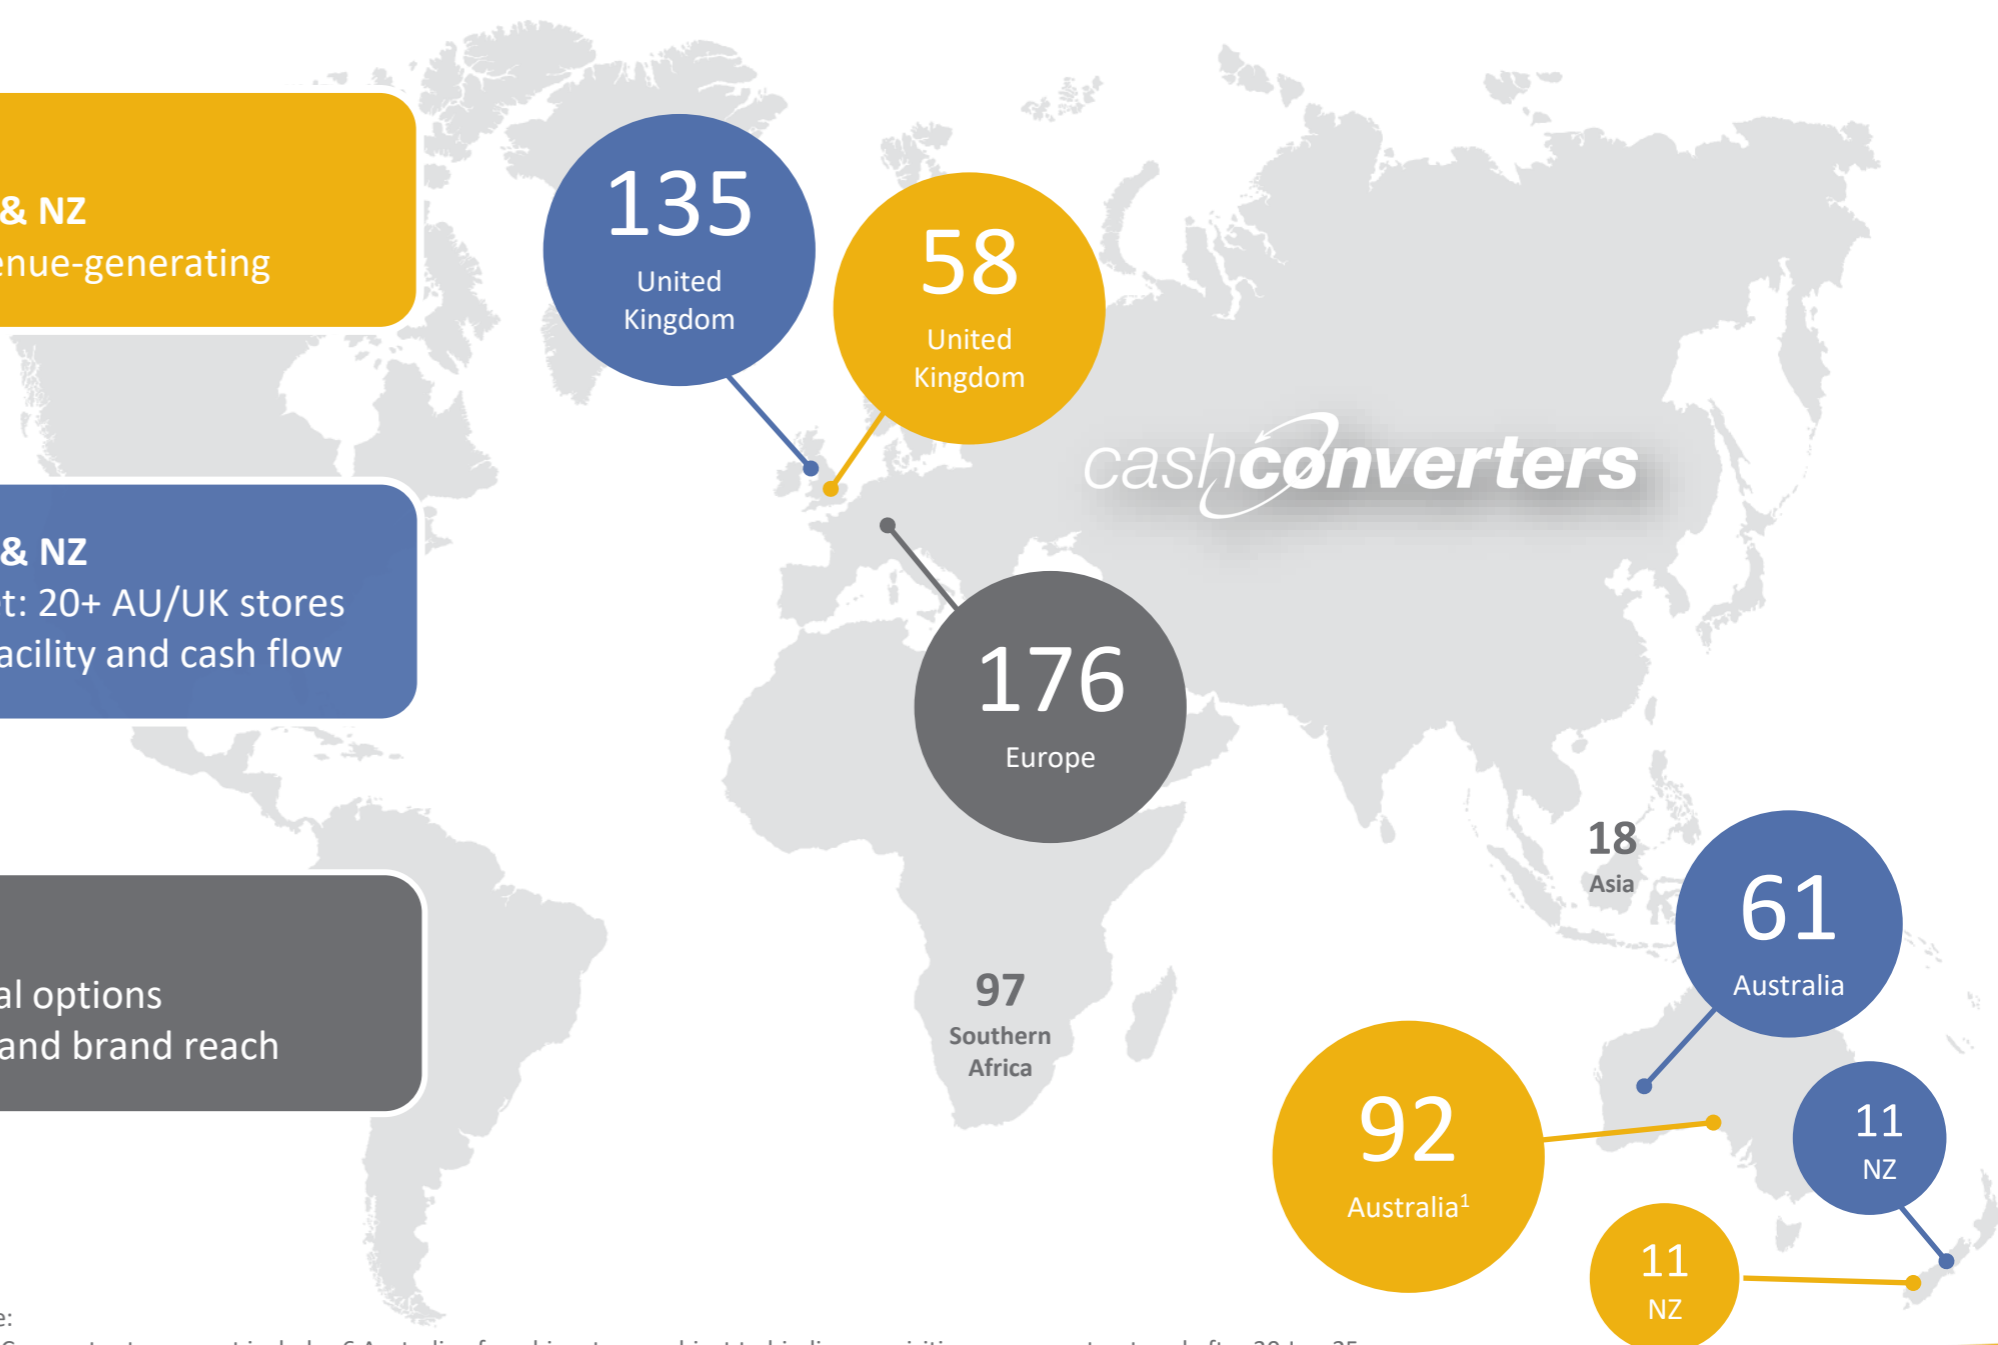 & NZ
enue-generating
& NZ
t: 20+ AU/UK stores
acility and cash flow
al options
and brand reach
135
United
Kingdom
58
United
Kingdom
cashconverters
176
Europe
18
Asia
61
Australia
97
Southern
Africa
92
Australia¹
11
NZ
11
NZ
e: